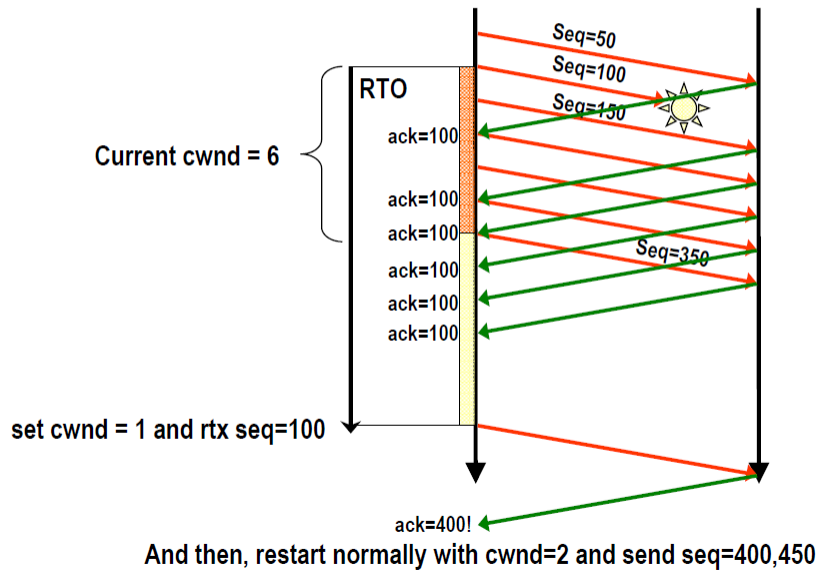 Seq=50
RTO
Seq=100
Seq=150
ack=100
Current cwnd = 6
ack=100
ack=100
Seq=350
ack=100
ack=100
ack=100
set cwnd = 1 and rtx seq=100
ack=400!
And then, restart normally with cwnd=2 and send seq=400,450